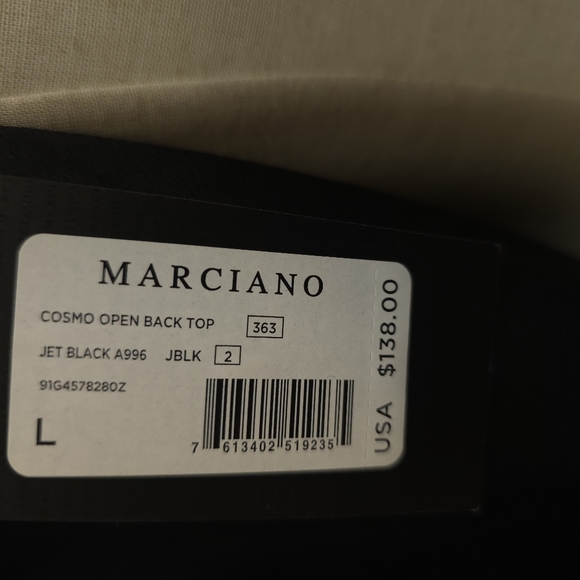 MARCIANO
COSMO OPEN BACK TOP 363
JET BLACK A996 JBLK 2
91G4578280Z
L
7 613402 519235
USA $138.00